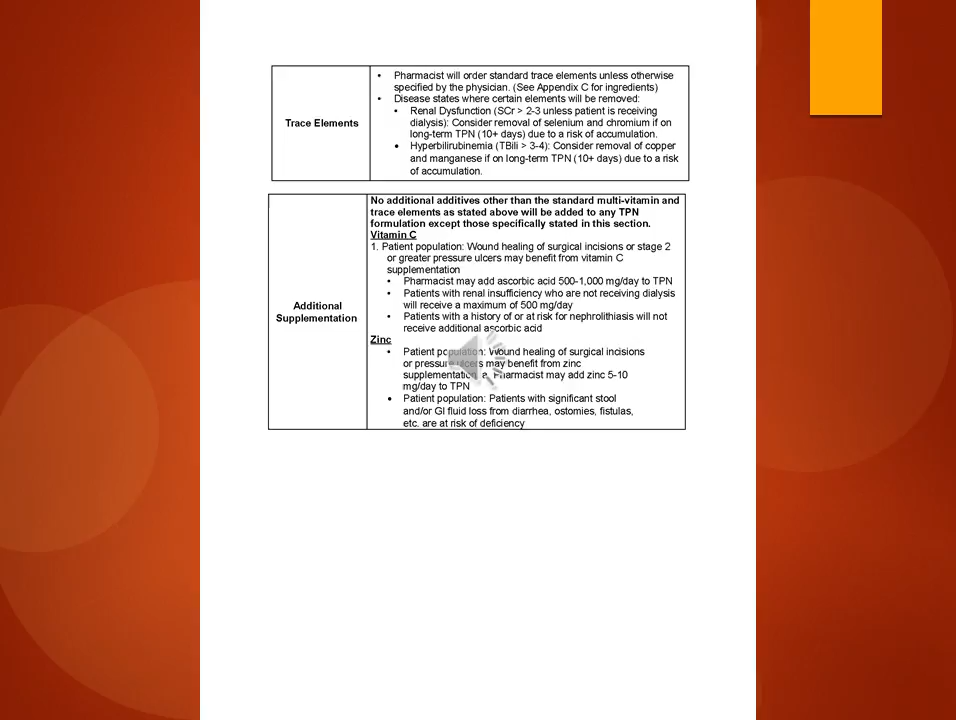 Trace Elements
• Pharmacist will order standard trace elements unless otherwise
specified by the physician. (See Appendix C for ingredients)
• Disease states where certain elements will be removed:
• Renal Dysfunction (SCr > 2-3 unless patient is receiving
dialysis): Consider removal of selenium and chromium if on
long-term TPN (10+ days) due to a risk of accumulation.
• Hyperbilirubinemia (TBili > 3-4): Consider removal of copper
and manganese if on long-term TPN (10+ days) due to a risk
of accumulation.
Additional
Supplementation
No additional additives other than the standard multi-vitamin and
trace elements as stated above will be added to any TPN
formulation except those specifically stated in this section.
Vitamin C
1. Patient population: Wound healing of surgical incisions or stage 2
or greater pressure ulcers may benefit from vitamin C
supplementation
• Pharmacist may add ascorbic acid 500-1,000 mg/day to TPN
• Patients with renal insufficiency who are not receiving dialysis
will receive a maximum of 500 mg/day
• Patients with a history of or at risk for nephrolithiasis will not
receive additional ascorbic acid
Zinc
• Patient population: Wound healing of surgical incisions
or pressure ulcers may benefit from zinc
supplementation a. Pharmacist may add zinc 5-10
mg/day to TPN
• Patient population: Patients with significant stool
and/or GI fluid loss from diarrhea, ostomies, fistulas,
etc. are at risk of deficiency